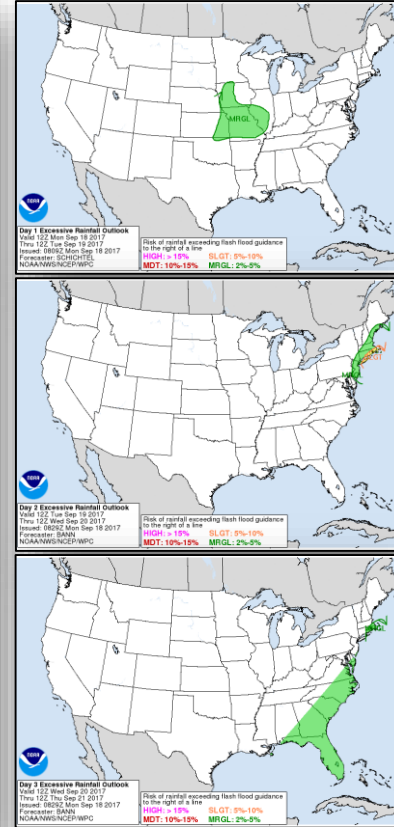 MRGL
noaa
Day 1 Excessive Rainfall Outlook
Valid 12Z Mon Sep 18 2017
Thru 12Z Tue Sep 19 2017
Issued: 0809Z Mon Sep 18 2017
Forecaster: SCHICHTEL
NOAA/NWS/NCEP/WPC
Risk of rainfall exceeding flash flood guidance
to the right of a line
HIGH: > 15% SLGT: 5%-10%
MDT: 10%-15% MRGL: 2%-5%
noaa
Day 2 Excessive Rainfall Outlook
Valid 12Z Tue Sep 19 2017
Thru 12Z Wed Sep 20 2017
Issued: 0829Z Mon Sep 18 2017
Forecaster: BANN
NOAA/NWS/NCEP/WPC
Risk of rainfall exceeding flash flood guidance
to the right of a line
HIGH: > 15% SLGT: 5%-10%
MDT: 10%-15% MRGL: 2%-5%
noaa
Day 3 Excessive Rainfall Outlook
Valid 12Z Wed Sep 20 2017
Thru 12Z Thu Sep 21 2017
Issued: 0829Z Mon Sep 18 2017
Forecaster: BANN
NOAA/NWS/NCEP/WPC
Risk of rainfall exceeding flash flood guidance
to the right of a line
HIGH: > 15% SLGT: 5%-10%
MDT: 10%-15% MRGL: 2%-5%